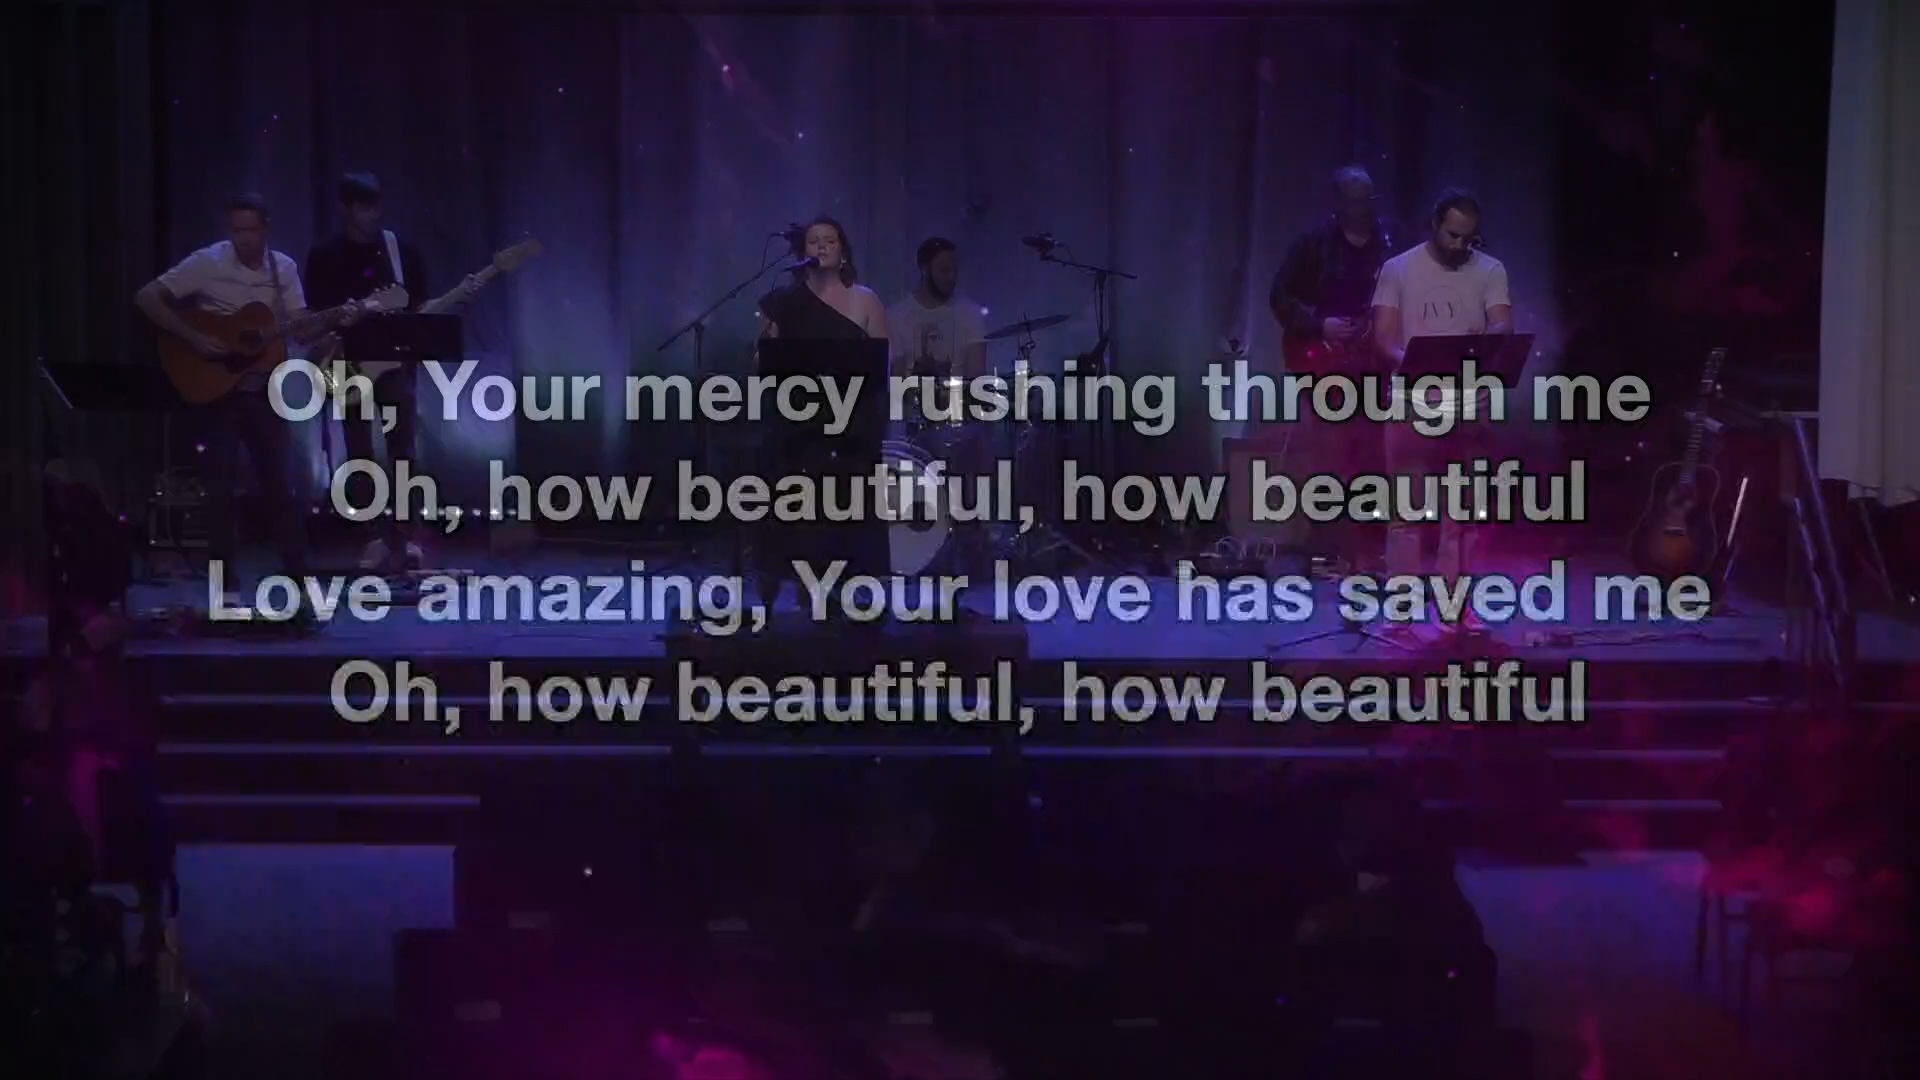 Oh, Your mercy rushing through me
Oh, how beautiful, how beautiful
Love amazing, Your love has saved me
Oh, how beautiful, how beautiful